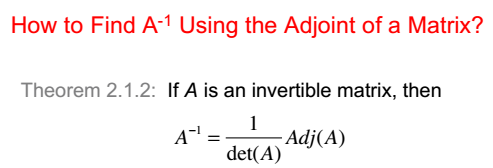 How to Find A⁻¹ Using the Adjoint of a Matrix?
Theorem 2.1.2: If A is an invertible matrix, then
A⁻¹ = 1/det(A) Adj(A)